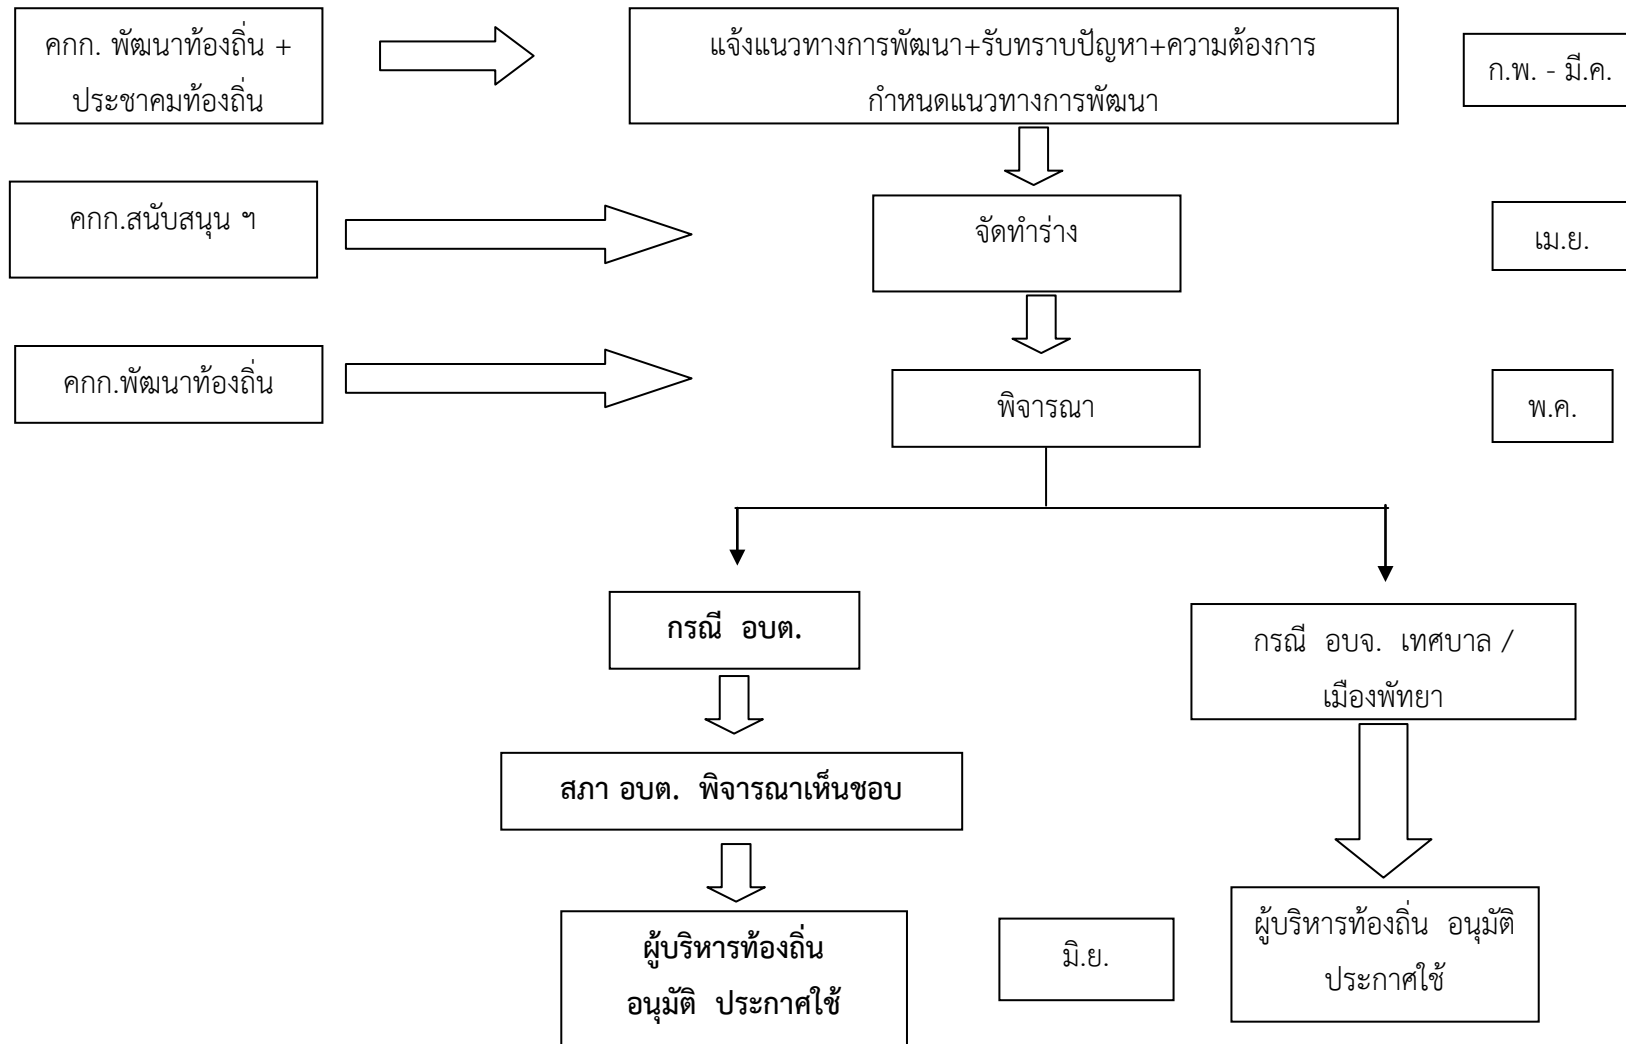 คกก. พัฒนาท้องถิ่น +
ประชาคมท้องถิ่น
แจ้งแนวทางการพัฒนา+รับทราบปัญหา+ความต้องการ
กำหนดแนวทางการพัฒนา
ก.พ. - มี.ค.
คกก.สนับสนุน ฯ
จัดทำร่าง
เม.ย.
คกก.พัฒนาท้องถิ่น
พิจารณา
พ.ค.
กรณี อบต.
กรณี อบจ. เทศบาล /
เมืองพัทยา
สภา อบต. พิจารณาเห็นชอบ
ผู้บริหารท้องถิ่น
อนุมัติ ประกาศใช้
มิ.ย.
ผู้บริหารท้องถิ่น อนุมัติ
ประกาศใช้